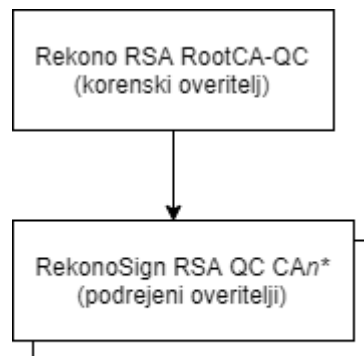 Rekono RSA RootCA-QC
(korenski overitelj)
RekonoSign RSA QC CAn*
(podrejeni overitelji)